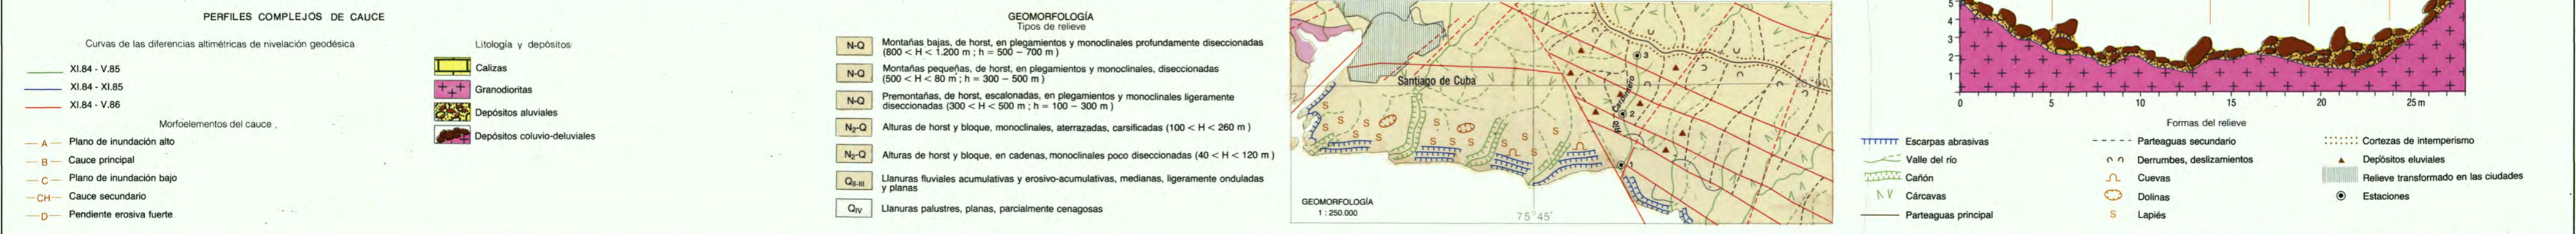 PERFILES COMPLEJOS DE CAUCE
Curvas de las diferencias altimétricas de nivelación geodésica
XI.84 - V.85
XI.84 - XI.85
XI.84 - V.86
Morfoelementos del cauce
A Plano de inundación alto
B Cauce principal
C Plano de inundación bajo
CH Cauce secundario
D Pendiente erosiva fuerte
Litología y depósitos
Calizas
Granodioritas
Depósitos aluviales
Depósitos coluvio-deluviales
GEOMORFOLOGÍA
Tipos de relieve
N-Q Montañas bajas, de horst, en plegamientos y monoclinales profundamente diseccionadas
(800 < H < 1.200 m ; h = 500 – 700 m )
N-Q Montañas pequeñas, de horst, en plegamientos y monoclinales, diseccionadas
(500 < H < 80 m ; h = 300 – 500 m )
N-Q Premontañas, de horst, escalonadas, en plegamientos y monoclinales ligeramente
diseccionadas (300 < H < 500 m ; h = 100 – 300 m )
N₂-Q Alturas de horst y bloque, monoclinales, aterrazadas, carsificadas (100 < H < 260 m )
N₂-Q Alturas de horst y bloque, en cadenas, monoclinales poco diseccionadas (40 < H < 120 m )
QII-III Llanuras fluviales acumulativas y erosivo-acumulativas, medianas, ligeramente onduladas
y planas
QIV Llanuras palustres, planas, parcialmente cenagosas
Santiago de Cuba
Río Carpintero
3
2
1
GEOMORFOLOGÍA
1 : 250.000
75°45'
5
4
3
2
1
0 5 10 15 20 25 m
Formas del relieve
Escarpas abrasivas
Valle del río
Cañón
Cárcavas
Parteaguas principal
Parteaguas secundario
Derrumbes, deslizamientos
Cuevas
Dolinas
S Lapiés
Cortezas de intemperismo
Depósitos eluviales
Relieve transformado en las ciudades
Estaciones